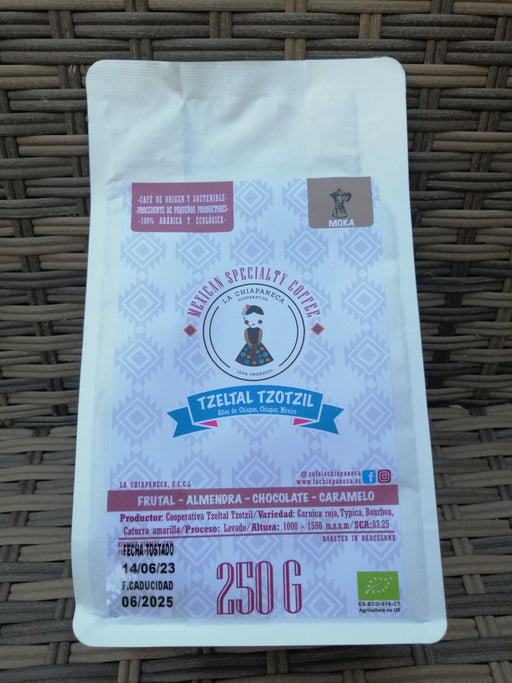 -CAFÉ DE ORIGEN Y SUSTENIBLE-
-PROCEDENTE DE PEQUEÑOS PRODUCTORES-
-100% ARÁBICA Y ECOLÓGICA-
MOKA
MEXICAN SPECIALTY COFFEE
LA CHIAPANECA
COOPERATIVA
100% ORGÁNICO
TZELTAL TZOTZIL
Altos de Chiapas, Chiapas, México
@cafelachiapaneca
www.lachiapaneca.es
LA CHIAPANECA, S.C.C.L
FRUTAL - ALMENDRA - CHOCOLATE - CARAMELO
Productor: Cooperativa Tzeltal Tzotzil/Variedad: Garnica roja, Typica, Bourbon,
Caturra amarilla/Proceso: Lavado/Altura: 1000 - 1550 m.s.n.m/SCA:83.25
ROASTED IN BARCELONA
FECHA TOSTADO
14/06/23
F.CADUCIDAD
06/2025
250 G
ES-ECO-019-CT
Agricultura no UE